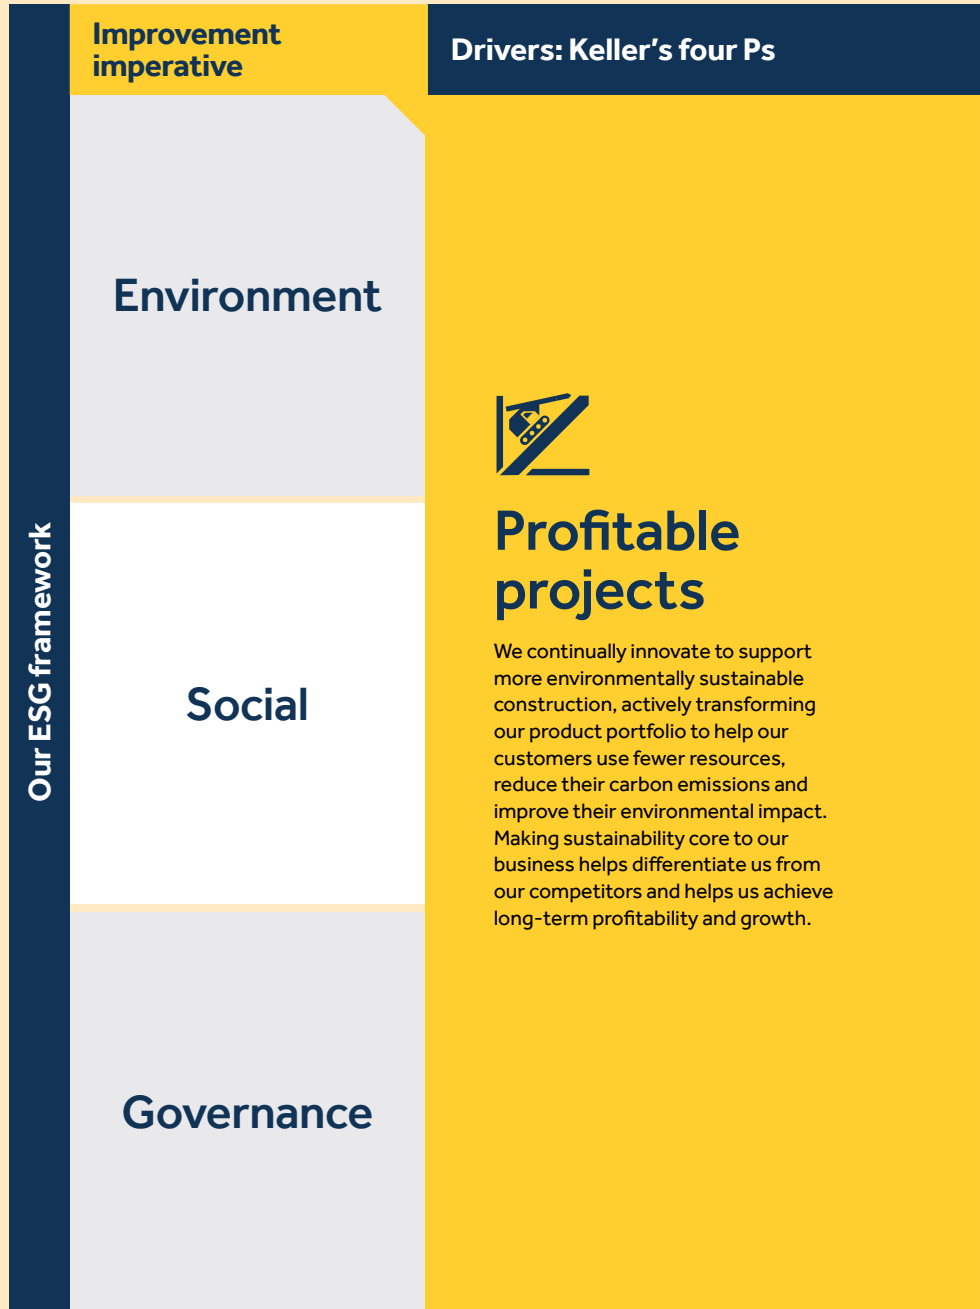 Improvement
imperative
Drivers: Keller’s four Ps
Our ESG framework
Environment
Social
Governance
Profitable
projects
We continually innovate to support
more environmentally sustainable
construction, actively transforming
our product portfolio to help our
customers use fewer resources,
reduce their carbon emissions and
improve their environmental impact.
Making sustainability core to our
business helps differentiate us from
our competitors and helps us achieve
long-term profitability and growth.